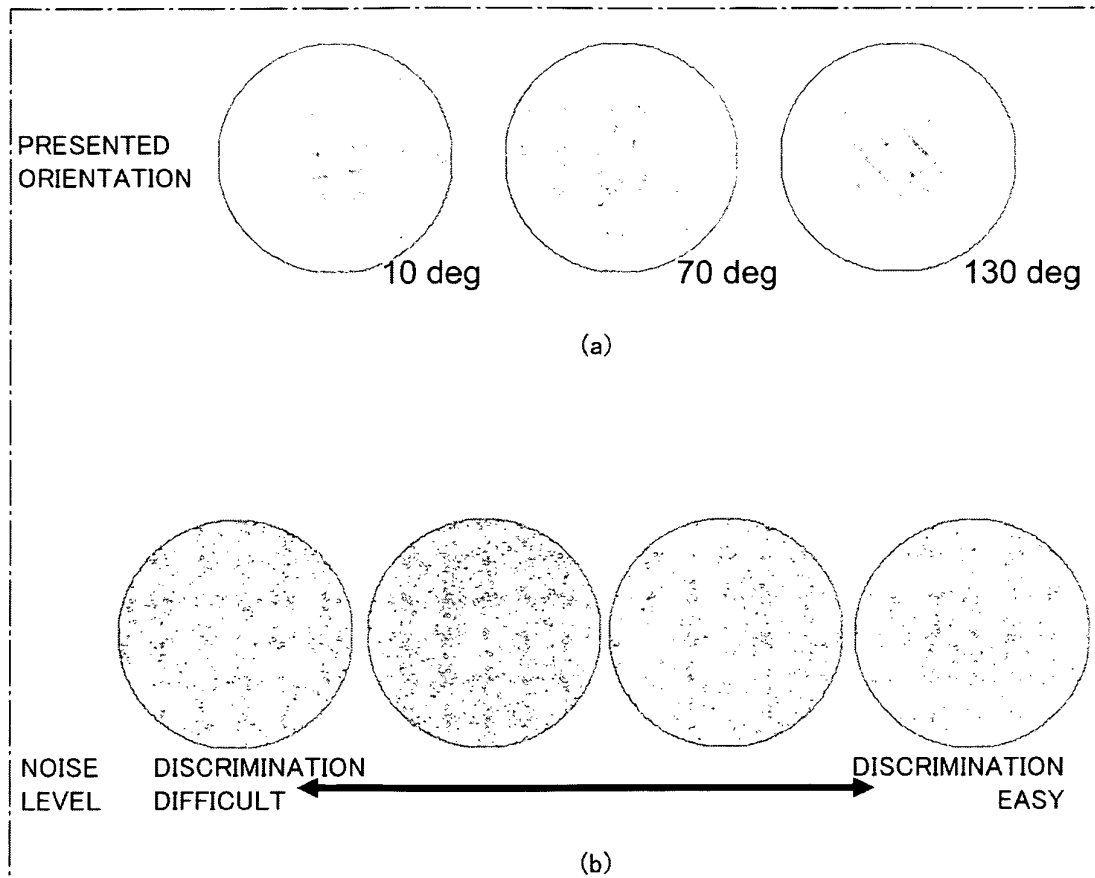 PRESENTED
ORIENTATION
10 deg
70 deg
130 deg
(a)
NOISE
LEVEL
DISCRIMINATION
DIFFICULT
DISCRIMINATION
EASY
(b)